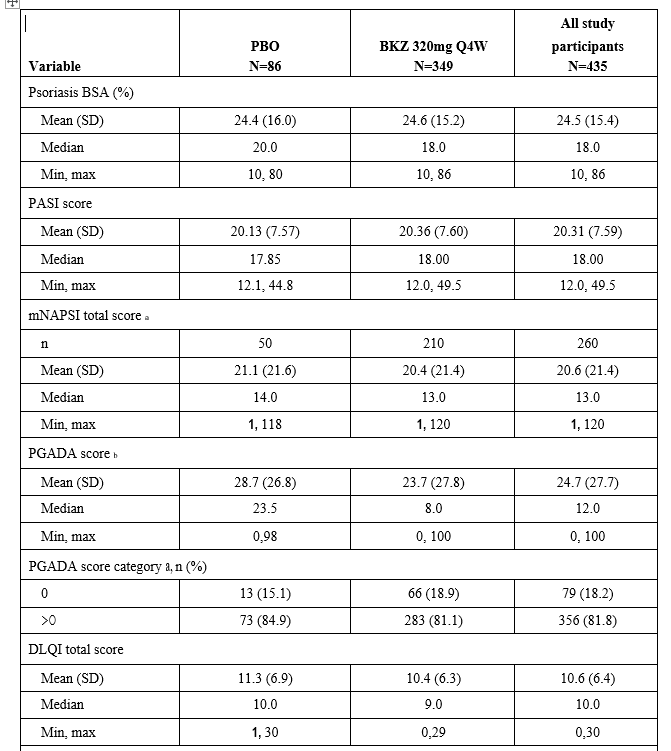 All study
PBO BKZ 320mg Q4W participants
Variable N=86 N=349 N=435
Psoriasis BSA (%)
Mean (SD) 24.4 (16.0) 24.6 (15.2) 24.5 (15.4)
Median 20.0 18.0 18.0
Min, max 10, 80 10, 86 10, 86
PASI score
Mean (SD) 20.13 (7.57) 20.36 (7.60) 20.31 (7.59)
Median 17.85 18.00 18.00
Min, max 12.1, 44.8 12.0, 49.5 12.0, 49.5
mNAPSI total score a
n 50 210 260
Mean (SD) 21.1 (21.6) 20.4 (21.4) 20.6 (21.4)
Median 14.0 13.0 13.0
Min, max 1, 118 1, 120 1, 120
PGADA score b
Mean (SD) 28.7 (26.8) 23.7 (27.8) 24.7 (27.7)
Median 23.5 8.0 12.0
Min, max 0,98 0, 100 0, 100
PGADA score category a, n (%)
0 13 (15.1) 66 (18.9) 79 (18.2)
>0 73 (84.9) 283 (81.1) 356 (81.8)
DLQI total score
Mean (SD) 11.3 (6.9) 10.4 (6.3) 10.6 (6.4)
Median 10.0 9.0 10.0
Min, max 1, 30 0,29 0,30